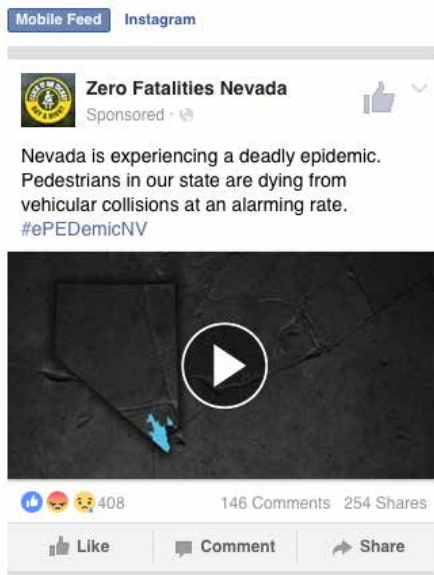 Mobile Feed Instagram
Zero Fatalities Nevada
Sponsored ·
Nevada is experiencing a deadly epidemic.
Pedestrians in our state are dying from
vehicular collisions at an alarming rate.
#ePEDemicNV
408 146 Comments 254 Shares
Like Comment Share